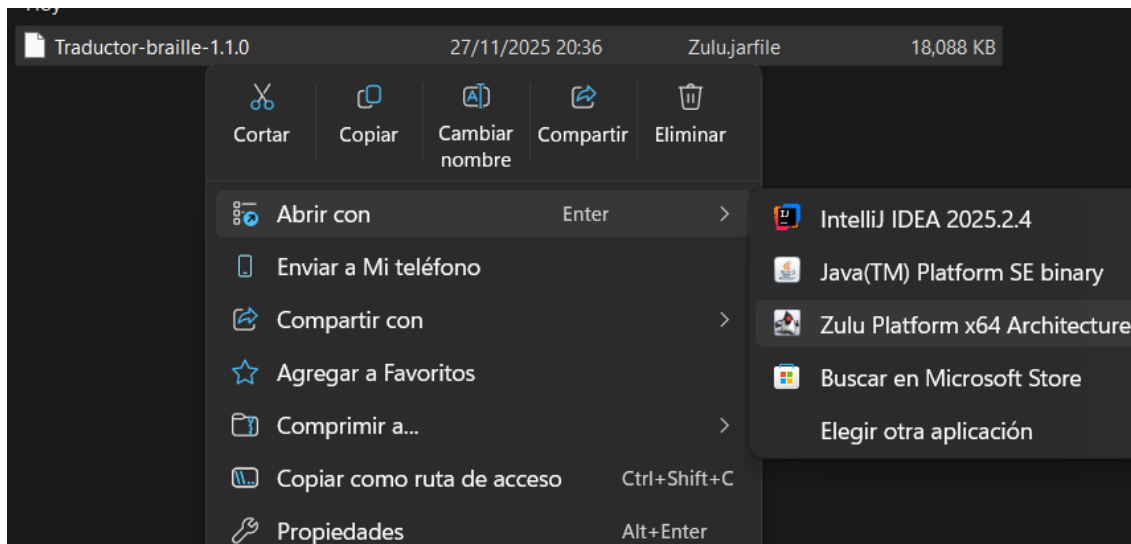 Hoy
Traductor-braille-1.1.0 27/11/2025 20:36 Zulu.jarfile 18,088 KB
Cortar Copiar Cambiar nombre Compartir Eliminar
Abrir con Enter
Enviar a Mi teléfono
Compartir con
Agregar a Favoritos
Comprimir a...
Copiar como ruta de acceso Ctrl+Shift+C
Propiedades Alt+Enter
IntelliJ IDEA 2025.2.4
Java(TM) Platform SE binary
Zulu Platform x64 Architecture
Buscar en Microsoft Store
Elegir otra aplicación